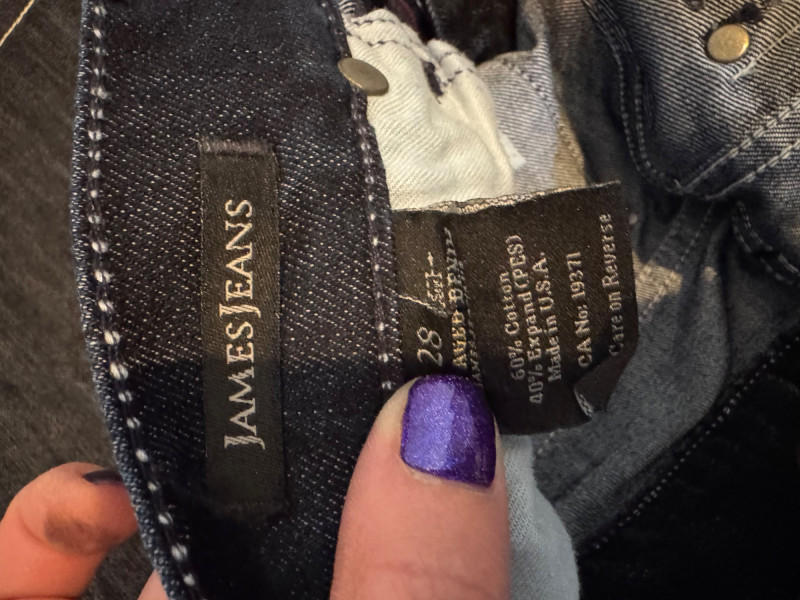 JAMES JEANS
28
60% Cotton
40% Expand (PES)
Made in U.S.A.
CA No: 19371
Care on Reverse